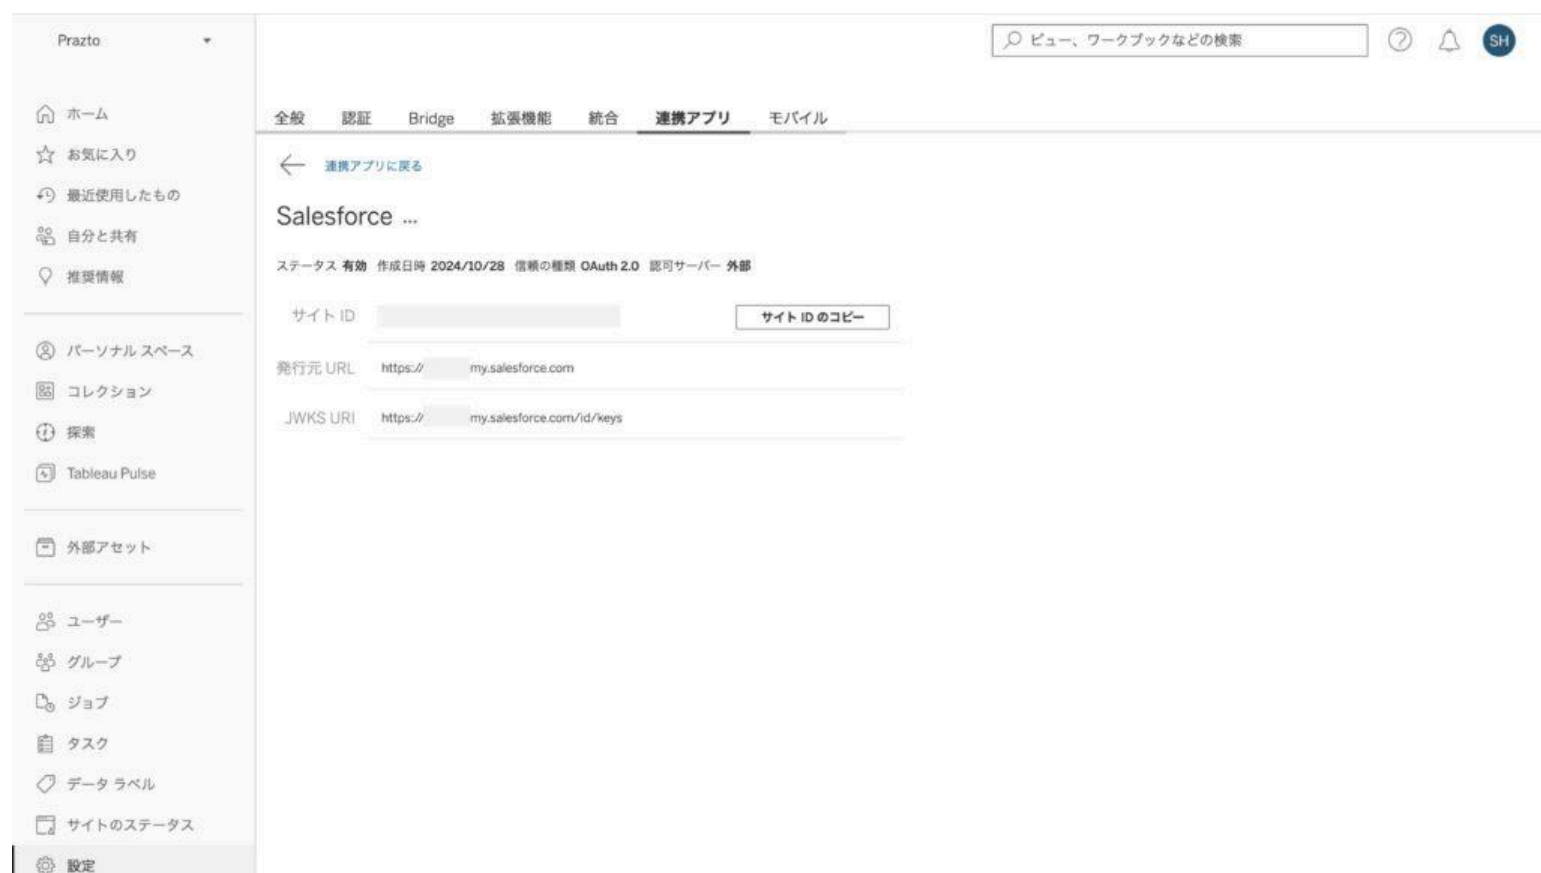 Prazto
ビュー、ワークブックなどの検索
SH
ホーム
お気に入り
最近使用したもの
自分と共有
推奨情報
パーソナル スペース
コレクション
探索
Tableau Pulse
外部アセット
ユーザー
グループ
ジョブ
タスク
データ ラベル
サイトのステータス
設定
全般 認証 Bridge 拡張機能 統合 連携アプリ モバイル
連携アプリに戻る
Salesforce ...
ステータス 有効 作成日時 2024/10/28 信頼の種類 OAuth 2.0 認可サーバー 外部
サイト ID サイト ID のコピー
発行元 URL https:// my.salesforce.com
JWKS URI https:// my.salesforce.com/id/keys